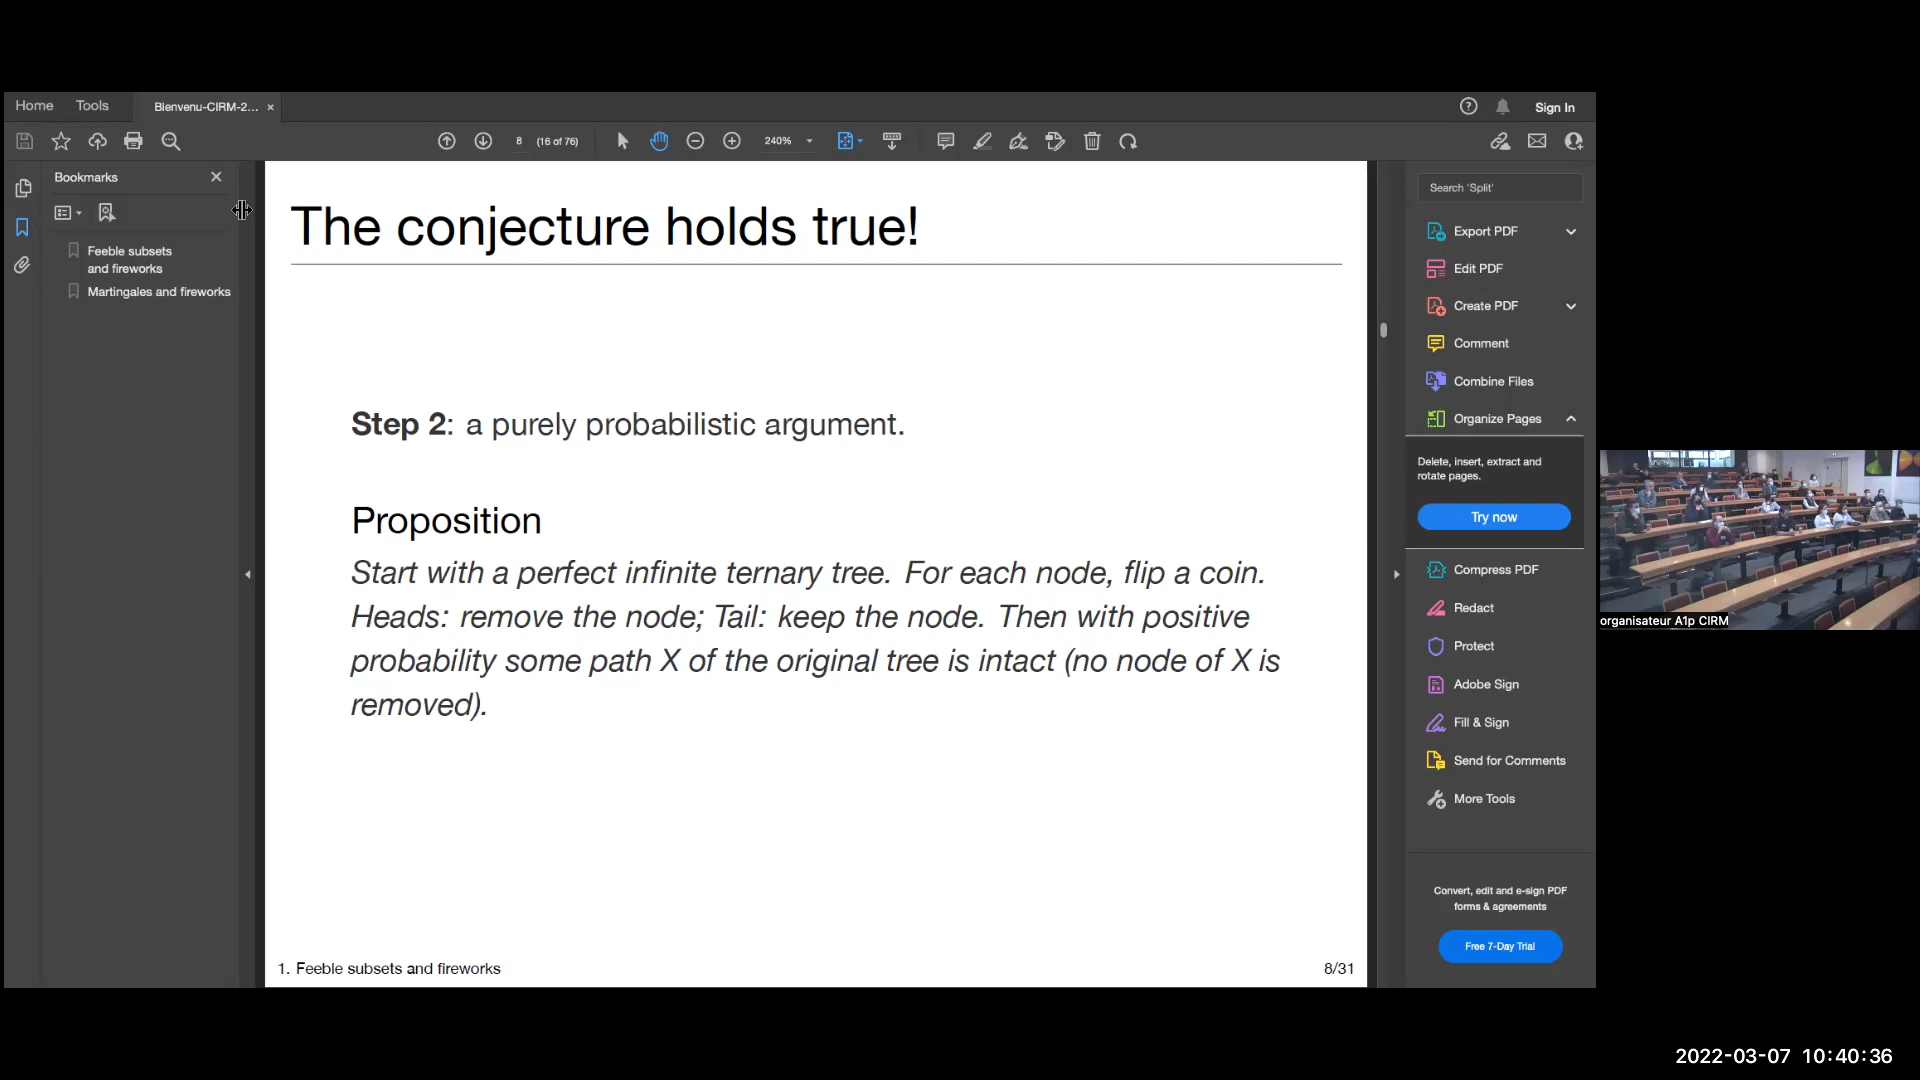 Home Tools Bienvenu-CIRM-2... × Sign In
8 (16 of 76) 240%
Bookmarks
Feeble subsets
and fireworks
Martingales and fireworks
The conjecture holds true!
Step 2: a purely probabilistic argument.
Proposition
Start with a perfect infinite ternary tree. For each node, flip a coin.
Heads: remove the node; Tail: keep the node. Then with positive
probability some path X of the original tree is intact (no node of X is
removed).
1. Feeble subsets and fireworks 8/31
Search 'Split'
Export PDF
Edit PDF
Create PDF
Comment
Combine Files
Organize Pages
Delete, insert, extract and
rotate pages.
Try now
Compress PDF
Redact
Protect
Adobe Sign
Fill & Sign
Send for Comments
More Tools
Convert, edit and e-sign PDF
forms & agreements
Free 7-Day Trial
organisateur A1p CIRM
2022-03-07 10:40:36